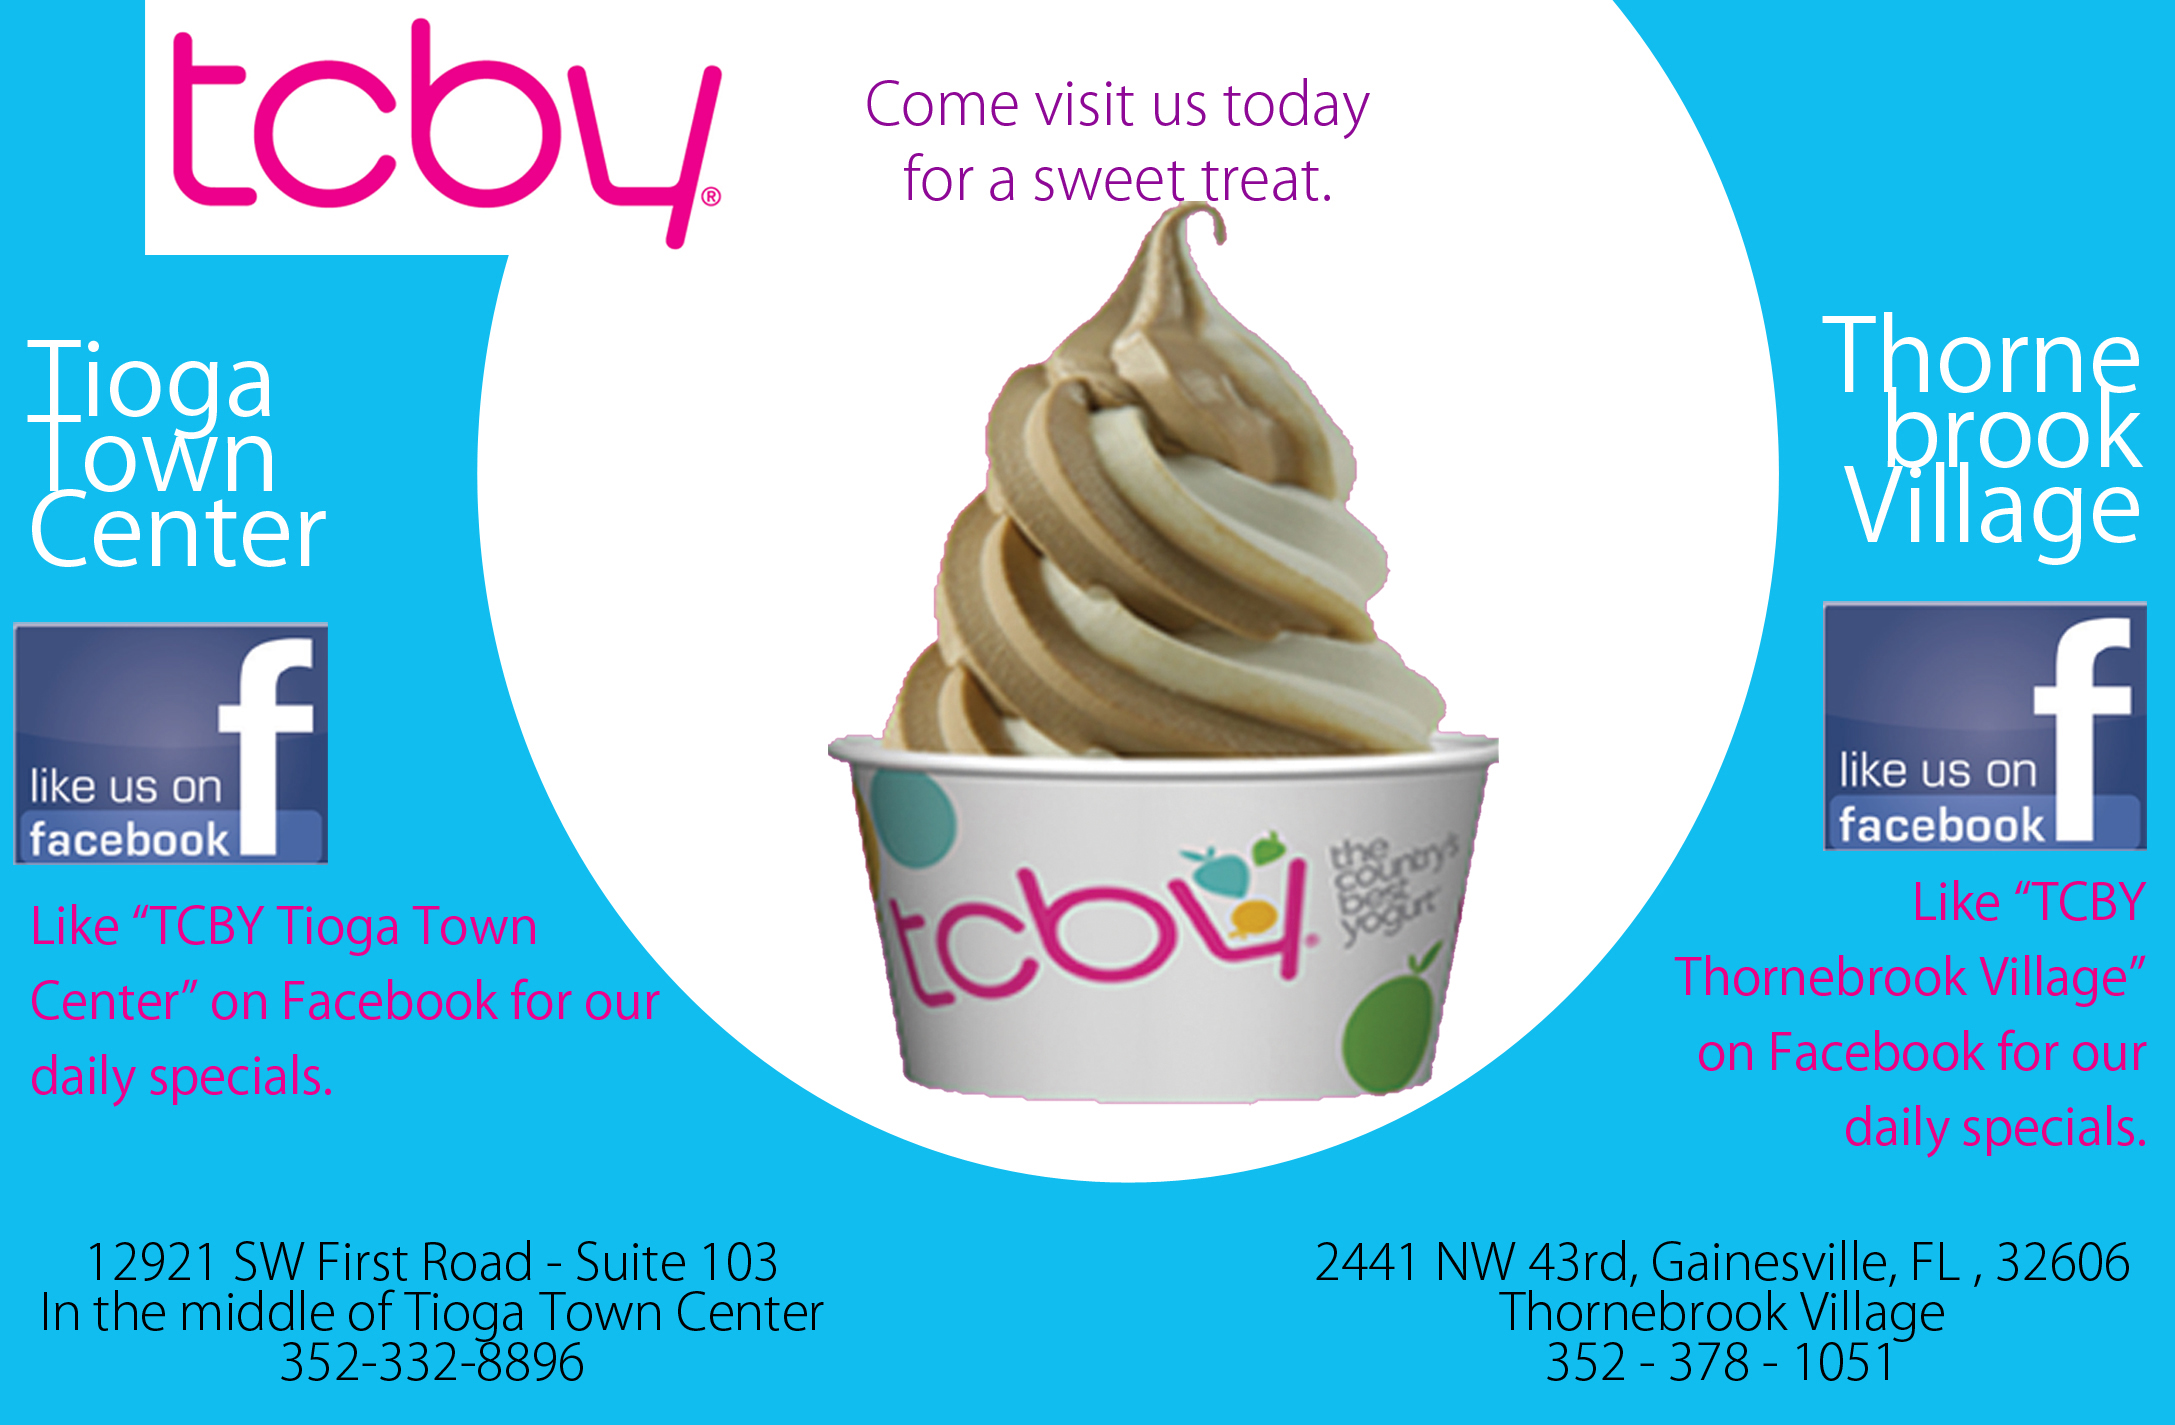 tcby®
Come visit us today
for a sweet treat.
Tioga
Town
Center
like us on
facebook
f
Like “TCBY Tioga Town
Center” on Facebook for our
daily specials.
12921 SW First Road - Suite 103
In the middle of Tioga Town Center
352-332-8896
tcby®
the
country's
best
yogurt
Thorne
brook
Village
like us on
facebook
f
Like “TCBY
Thornebrook Village”
on Facebook for our
daily specials.
2441 NW 43rd, Gainesville, FL , 32606
Thornebrook Village
352 - 378 - 1051